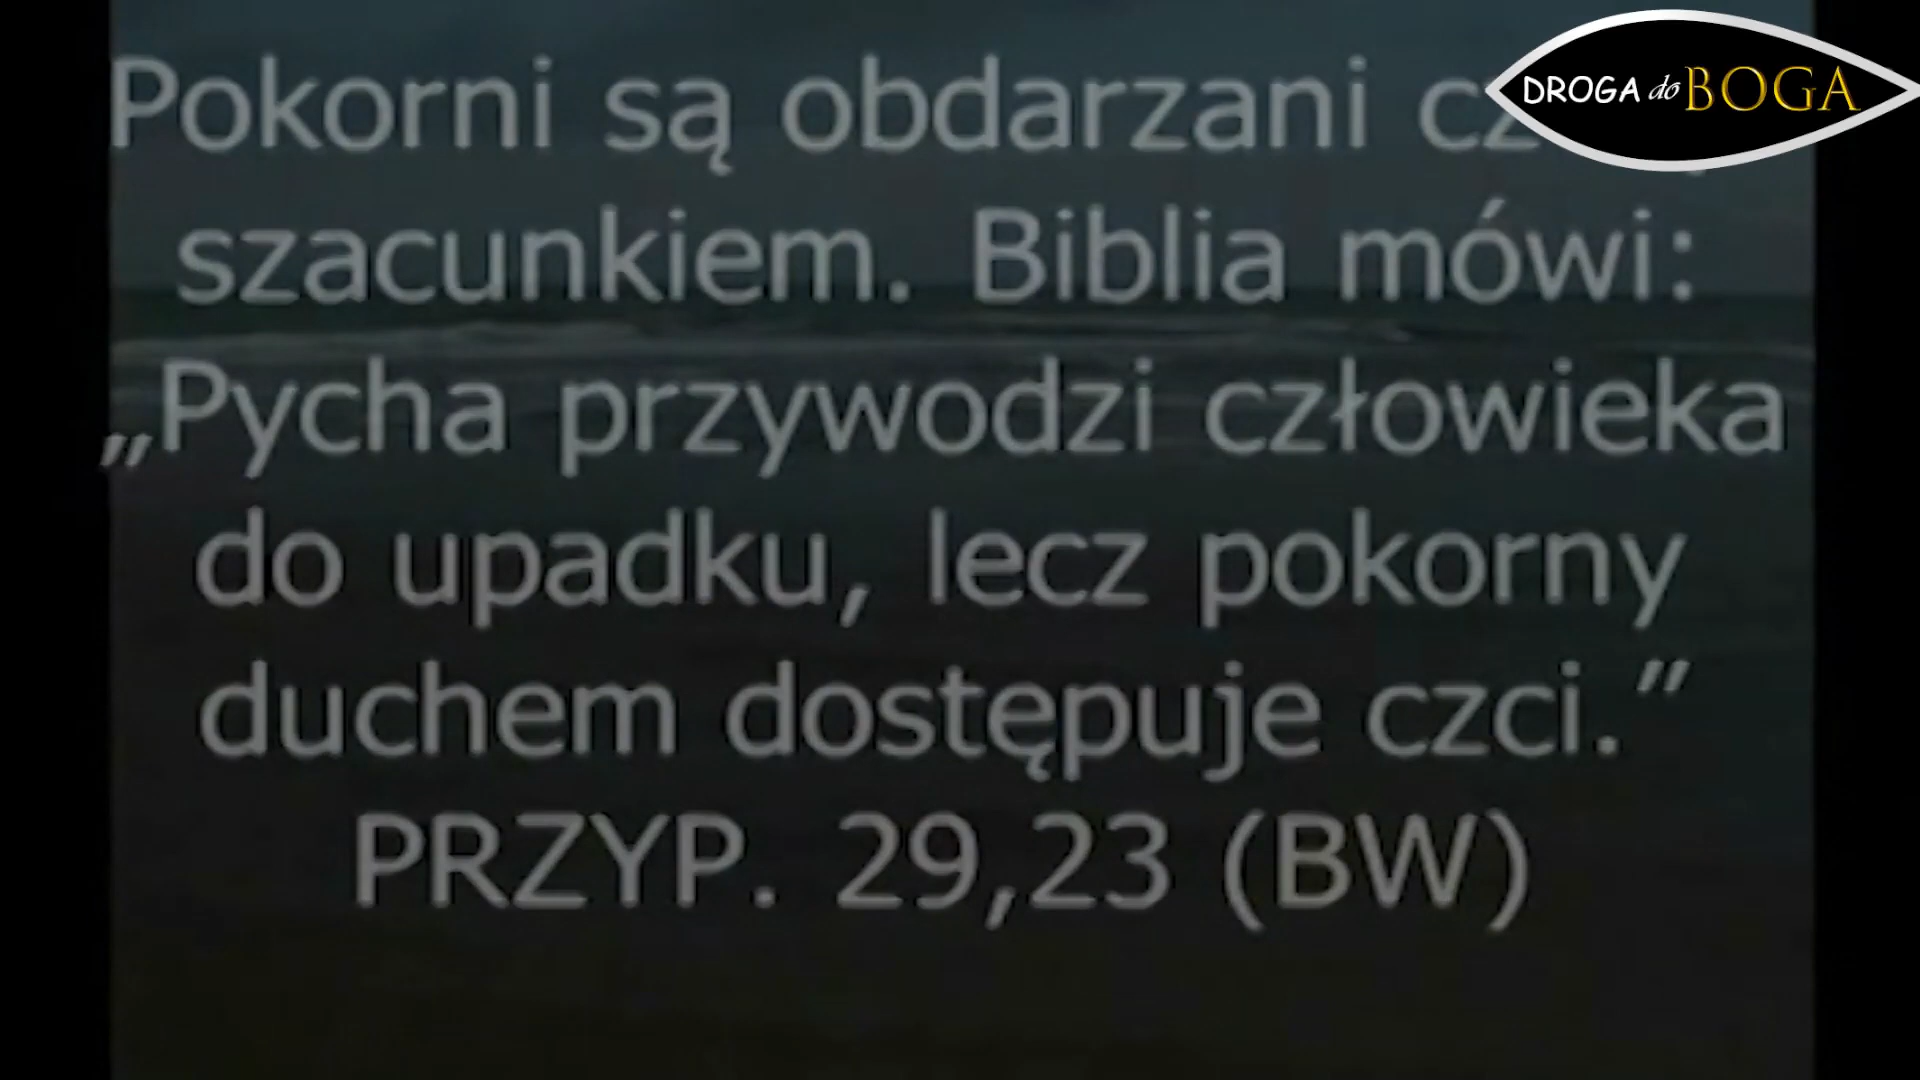 Pokorni są obdarzani
szacunkiem. Biblia mówi:
„Pycha przywodzi człowieka
do upadku, lecz pokorny
duchem dostępuje czci.”
PRZYP. 29,23 (BW)
DROGA do BOGA